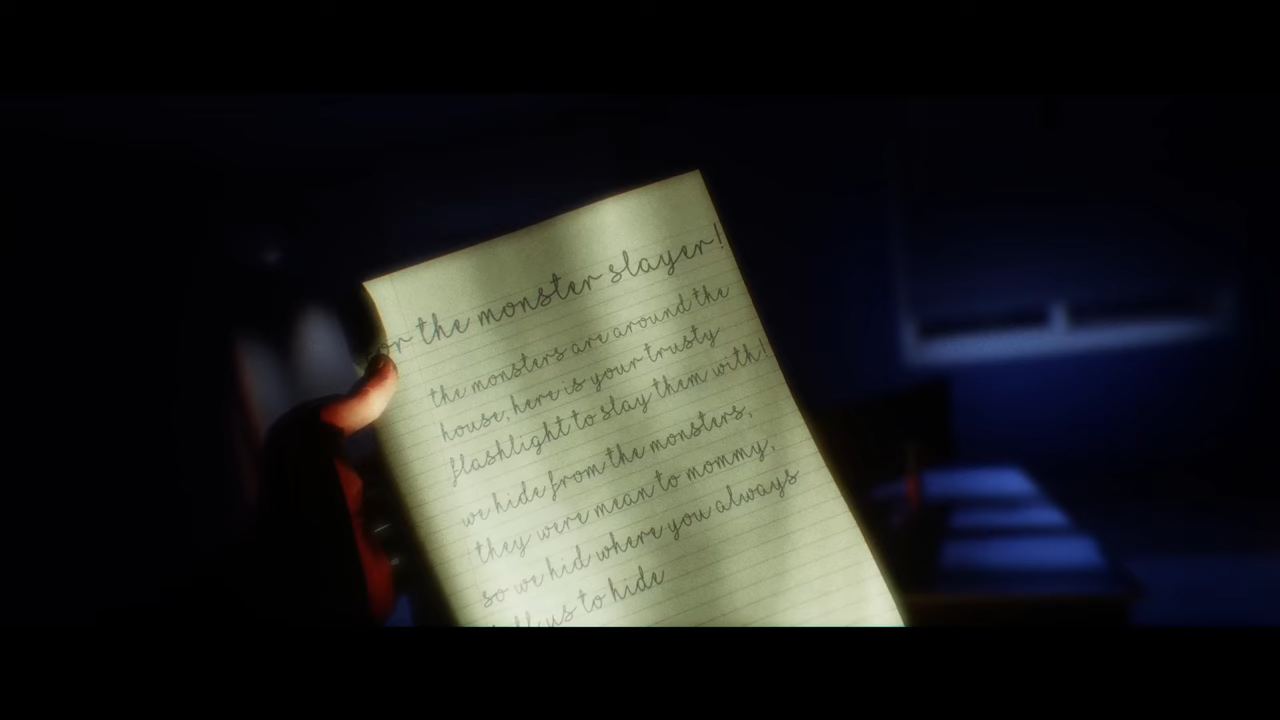 the monster slayer!
the monsters are around the
house, here is your trusty
flashlight to slay them with!
we hide from the monsters,
they were mean to mommy,
so we hid where you always
us to hide